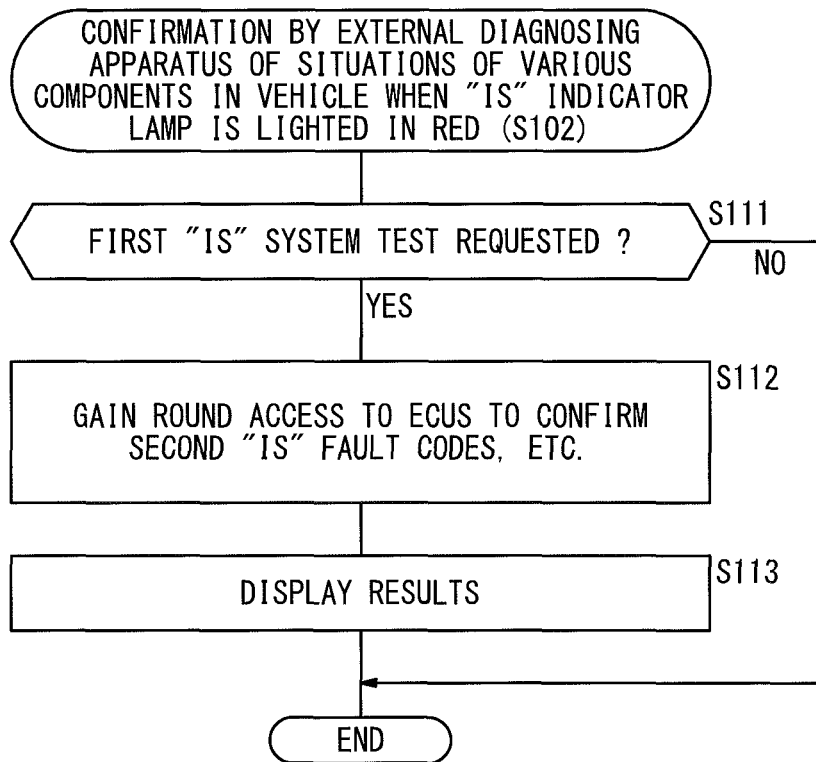 CONFIRMATION BY EXTERNAL DIAGNOSING
APPARATUS OF SITUATIONS OF VARIOUS
COMPONENTS IN VEHICLE WHEN "IS" INDICATOR
LAMP IS LIGHTED IN RED (S102)
S111
FIRST "IS" SYSTEM TEST REQUESTED ?
NO
YES
S112
GAIN ROUND ACCESS TO ECUS TO CONFIRM
SECOND "IS" FAULT CODES, ETC.
S113
DISPLAY RESULTS
END